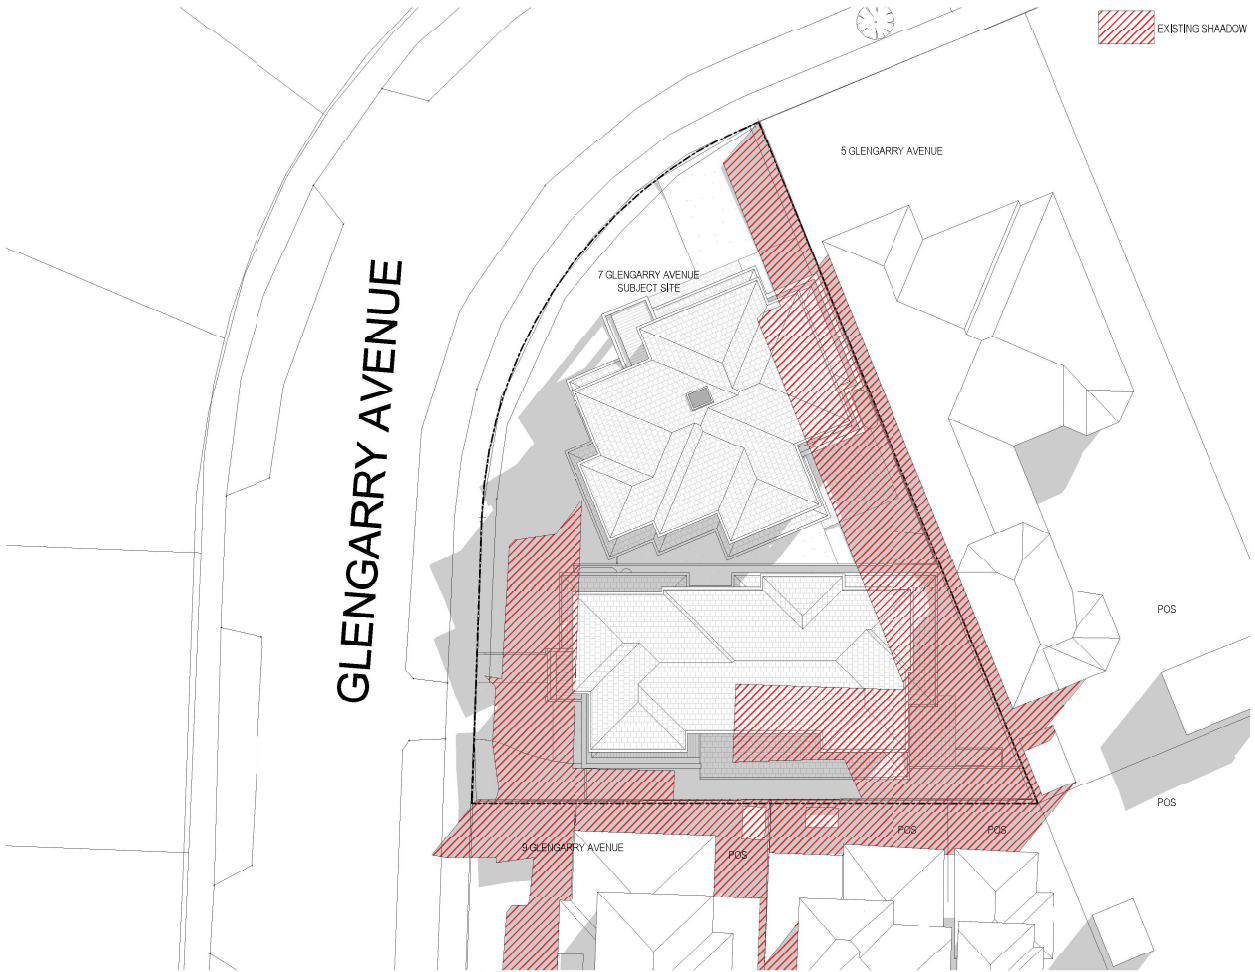 EXISTING SHAADOW
5 GLENGARRY AVENUE
7 GLENGARRY AVENUE
SUBJECT SITE
GLENGARRY AVENUE
POS
POS
POS
POS
9 GLENGARRY AVENUE
POS